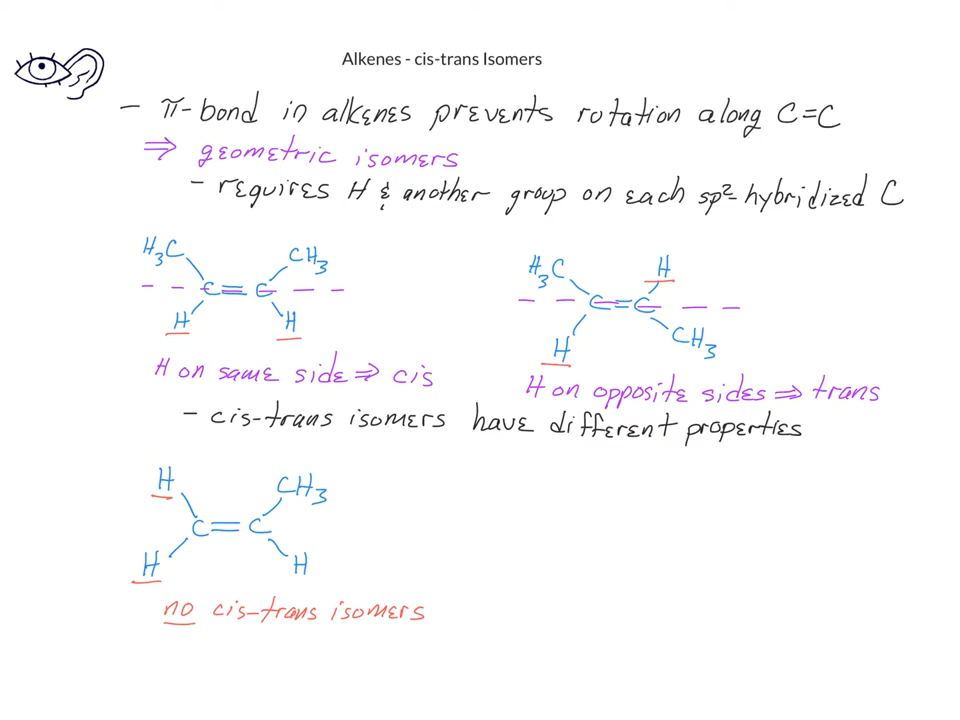 Alkenes - cis-trans Isomers
- π-bond in alkenes prevents rotation along C=C
⇒ geometric isomers
- requires H & another group on each sp²-hybridized C
H₃C CH₃
C=C
H H
H₃C H
C=C
H CH₃
H on same side ⇒ cis
H on opposite sides ⇒ trans
- cis-trans isomers have different properties
H CH₃
C=C
H H
no cis-trans isomers